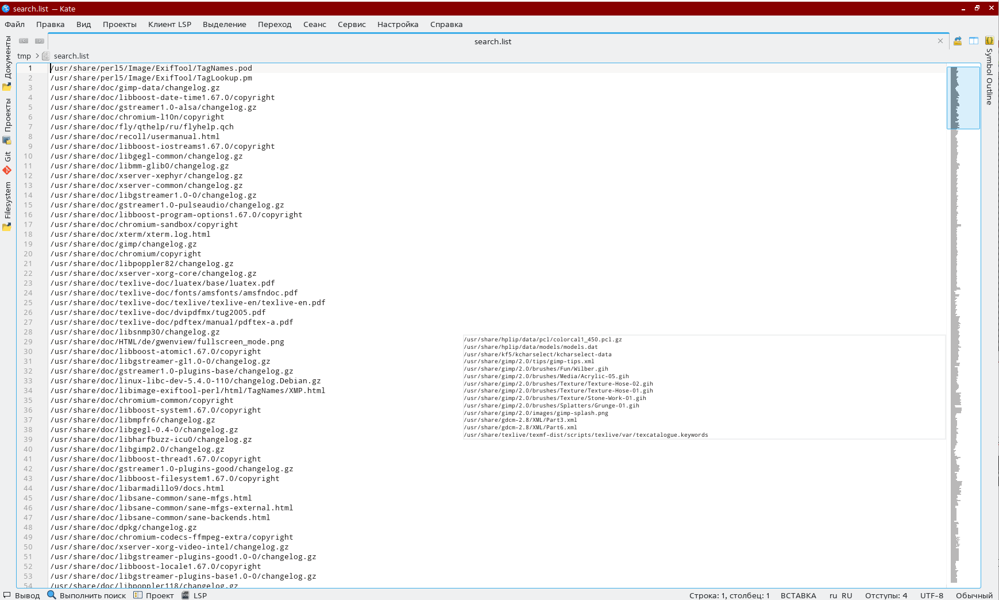 search.list — Kate
Файл Правка Вид Проекты Клиент LSP Выделение Переход Сеанс Сервис Настройка Справка
search.list
tmp search.list
Документы
Проекты
Git
Filesystem
Symbol Outline
1 /usr/share/perl5/Image/ExifTool/TagNames.pod
2 /usr/share/perl5/Image/ExifTool/TagLookup.pm
3 /usr/share/doc/gimp-data/changelog.gz
4 /usr/share/doc/libboost-date-time1.67.0/copyright
5 /usr/share/doc/gstreamer1.0-alsa/changelog.gz
6 /usr/share/doc/chromium-l10n/copyright
7 /usr/share/doc/fly/qthelp/ru/flyhelp.qch
8 /usr/share/doc/recoll/usermanual.html
9 /usr/share/doc/libboost-iostreams1.67.0/copyright
10 /usr/share/doc/libgegl-common/changelog.gz
11 /usr/share/doc/libmm-glib0/changelog.gz
12 /usr/share/doc/xserver-xephyr/changelog.gz
13 /usr/share/doc/xserver-common/changelog.gz
14 /usr/share/doc/libgstreamer1.0-0/changelog.gz
15 /usr/share/doc/gstreamer1.0-pulseaudio/changelog.gz
16 /usr/share/doc/libboost-program-options1.67.0/copyright
17 /usr/share/doc/chromium-sandbox/copyright
18 /usr/share/doc/xterm/xterm.log.html
19 /usr/share/doc/gimp/changelog.gz
20 /usr/share/doc/chromium/copyright
21 /usr/share/doc/libpoppler82/changelog.gz
22 /usr/share/doc/xserver-xorg-core/changelog.gz
23 /usr/share/doc/texlive-doc/luatex/base/luatex.pdf
24 /usr/share/doc/texlive-doc/fonts/amsfonts/amsfndoc.pdf
25 /usr/share/doc/texlive-doc/texlive/texlive-en/texlive-en.pdf
26 /usr/share/doc/texlive-doc/dvipdfmx/tug2005.pdf
27 /usr/share/doc/texlive-doc/pdftex/manual/pdftex-a.pdf
28 /usr/share/doc/libsnmp30/changelog.gz
29 /usr/share/doc/HTML/de/gwenview/fullscreen_mode.png
30 /usr/share/doc/libboost-atomic1.67.0/copyright
31 /usr/share/doc/libgstreamer-gl1.0-0/changelog.gz
32 /usr/share/doc/gstreamer1.0-plugins-base/changelog.gz
33 /usr/share/doc/linux-libc-dev-5.4.0-110/changelog.Debian.gz
34 /usr/share/doc/libimage-exiftool-perl/html/TagNames/XMP.html
35 /usr/share/doc/chromium-common/copyright
36 /usr/share/doc/libboost-system1.67.0/copyright
37 /usr/share/doc/libmpfr6/changelog.gz
38 /usr/share/doc/libgegl-0.4-0/changelog.gz
39 /usr/share/doc/libharfbuzz-icu0/changelog.gz
40 /usr/share/doc/libgimp2.0/changelog.gz
41 /usr/share/doc/libboost-thread1.67.0/copyright
42 /usr/share/doc/gstreamer1.0-plugins-good/changelog.gz
43 /usr/share/doc/libboost-filesystem1.67.0/copyright
44 /usr/share/doc/libarmadillo9/docs.html
45 /usr/share/doc/libsane-common/sane-mfgs.html
46 /usr/share/doc/libsane-common/sane-mfgs-external.html
47 /usr/share/doc/libsane-common/sane-backends.html
48 /usr/share/doc/dpkg/changelog.gz
49 /usr/share/doc/chromium-codecs-ffmpeg-extra/copyright
50 /usr/share/doc/xserver-xorg-video-intel/changelog.gz
51 /usr/share/doc/libgstreamer-plugins-good1.0-0/changelog.gz
52 /usr/share/doc/libboost-locale1.67.0/copyright
53 /usr/share/doc/libgstreamer-plugins-base1.0-0/changelog.gz
54 /usr/share/doc/libpoppler118/changelog.gz
/usr/share/hplip/data/pcl/colorcal1_450.pcl.gz
/usr/share/hplip/data/models/models.dat
/usr/share/kf5/kcharselect/kcharselect-data
/usr/share/gimp/2.0/tips/gimp-tips.xml
/usr/share/gimp/2.0/brushes/Fun/Wilber.gih
/usr/share/gimp/2.0/brushes/Media/Acrylic-05.gih
/usr/share/gimp/2.0/brushes/Texture/Texture-Hose-02.gih
/usr/share/gimp/2.0/brushes/Texture/Texture-Hose-01.gih
/usr/share/gimp/2.0/brushes/Texture/Stone-Work-01.gih
/usr/share/gimp/2.0/brushes/Splatters/Grunge-01.gih
/usr/share/gimp/2.0/images/gimp-splash.png
/usr/share/gdcm-2.8/XML/Part3.xml
/usr/share/gdcm-2.8/XML/Part6.xml
/usr/share/texlive/texmf-dist/scripts/texlive/var/texcatalogue.keywords
Вывод Выполнить поиск Проект LSP Строка: 1, столбец: 1 ВСТАВКА ru_RU Отступы: 4 UTF-8 Обычный